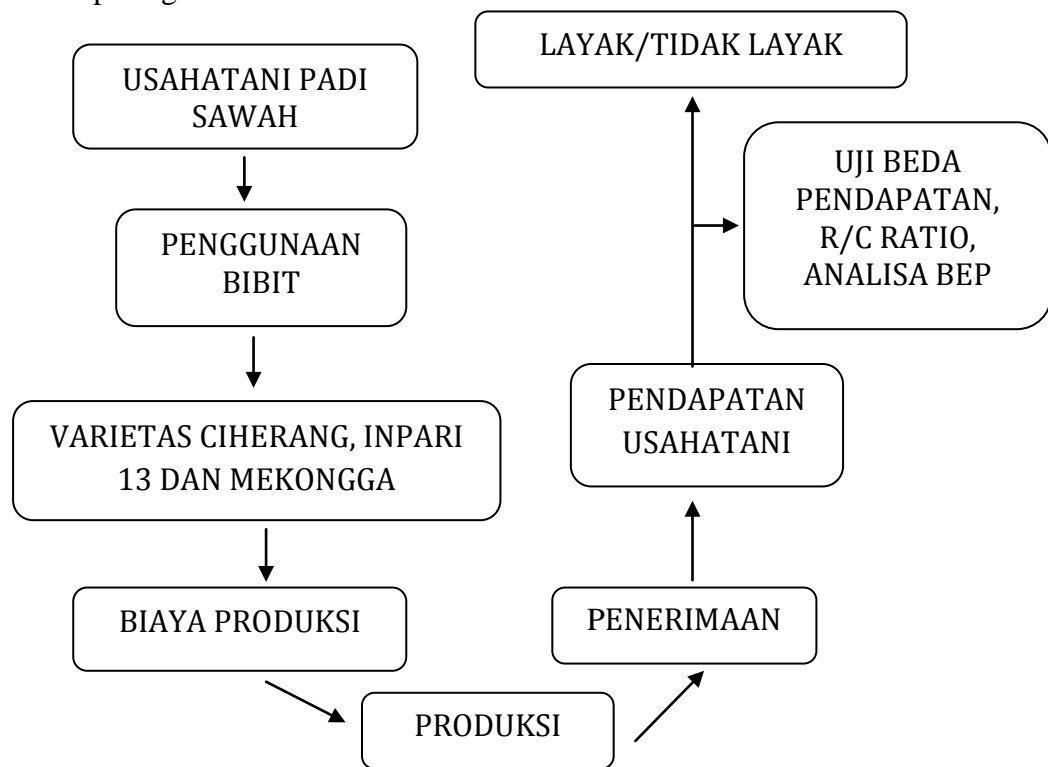 USAHATANI PADI
SAWAH
PENGGUNAAN
BIBIT
VARIETAS CIHERANG, INPARI
13 DAN MEKONGGA
BIAYA PRODUKSI
PRODUKSI
PENERIMAAN
PENDAPATAN
USAHATANI
UJI BEDA
PENDAPATAN,
R/C RATIO,
ANALISA BEP
LAYAK/TIDAK LAYAK